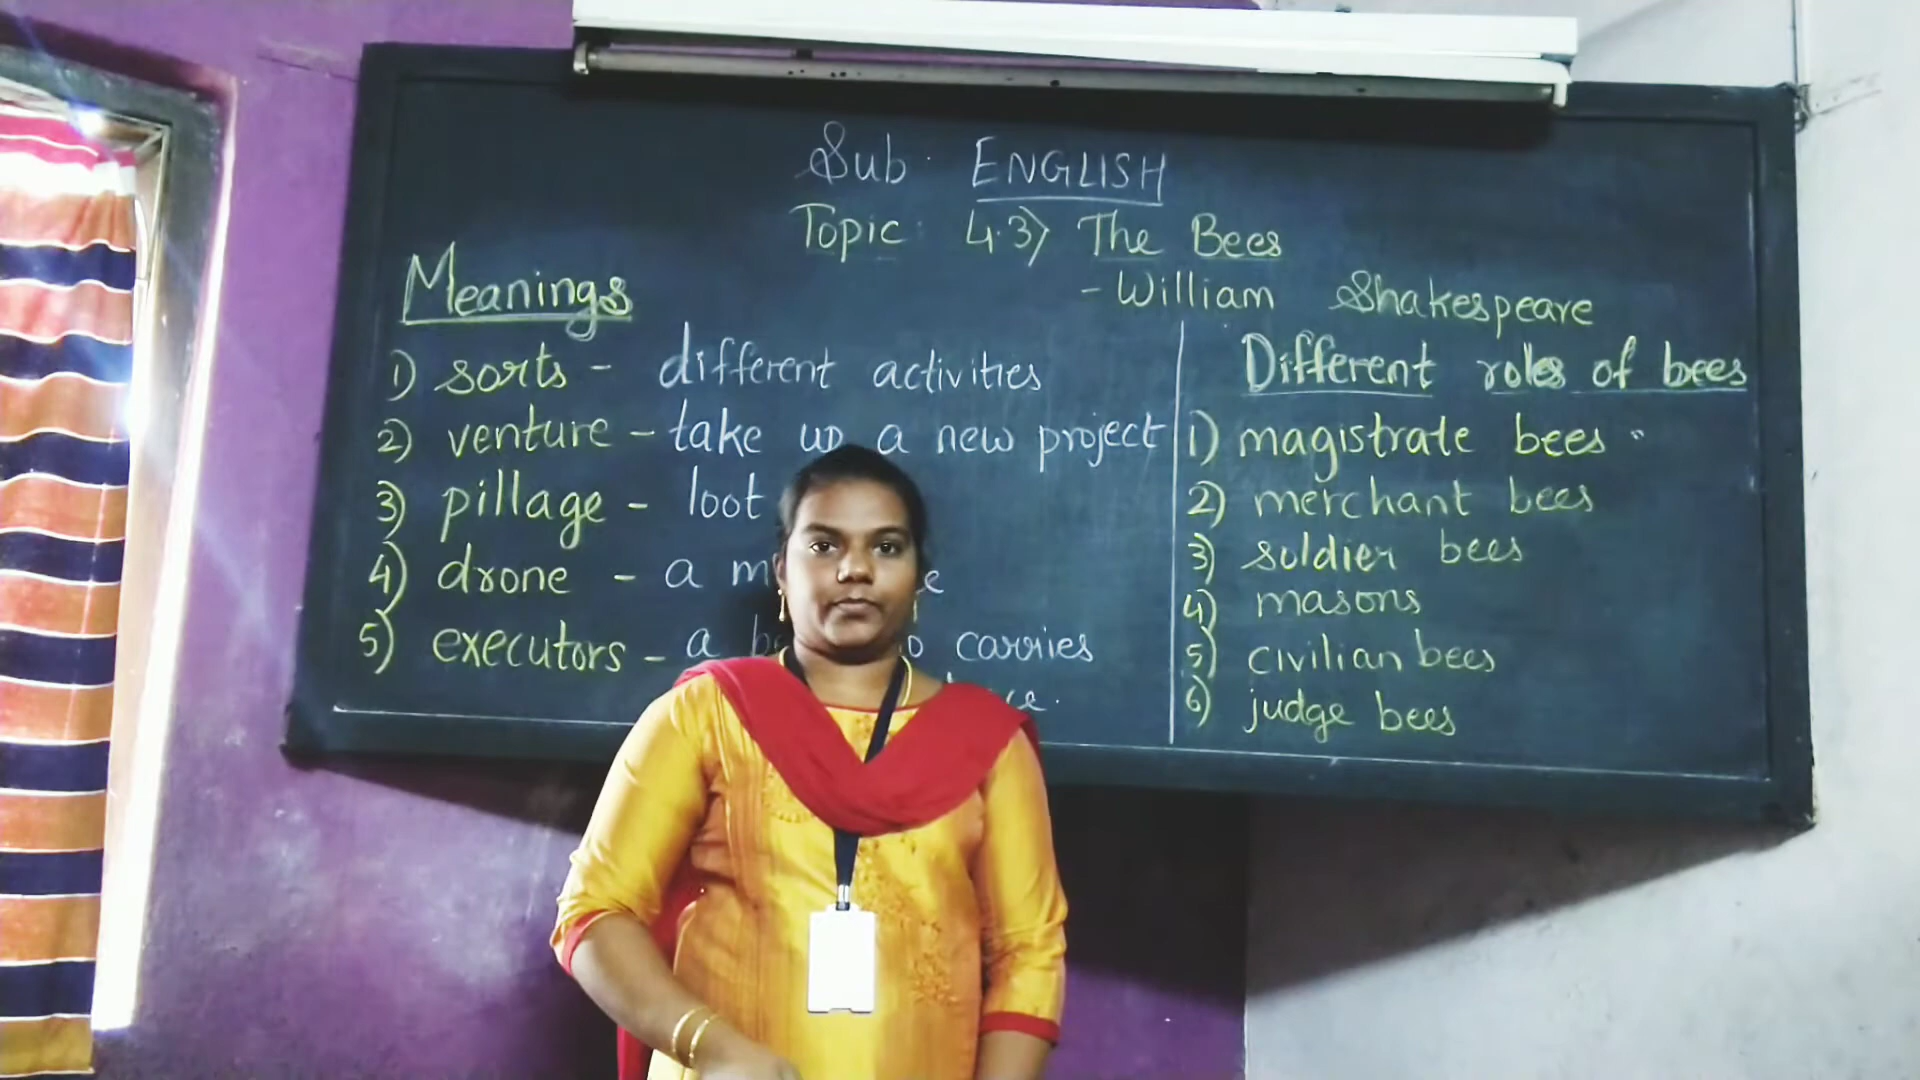 Sub: ENGLISH
Topic: 4.3) The Bees
- William Shakespeare
Meanings
1) sorts - different activities
2) venture - take up a new project
3) pillage - loot
4) drone - a
5) executors - a carries
Different roles of bees
1) magistrate bees
2) merchant bees
3) soldier bees
4) masons
5) civilian bees
6) judge bees